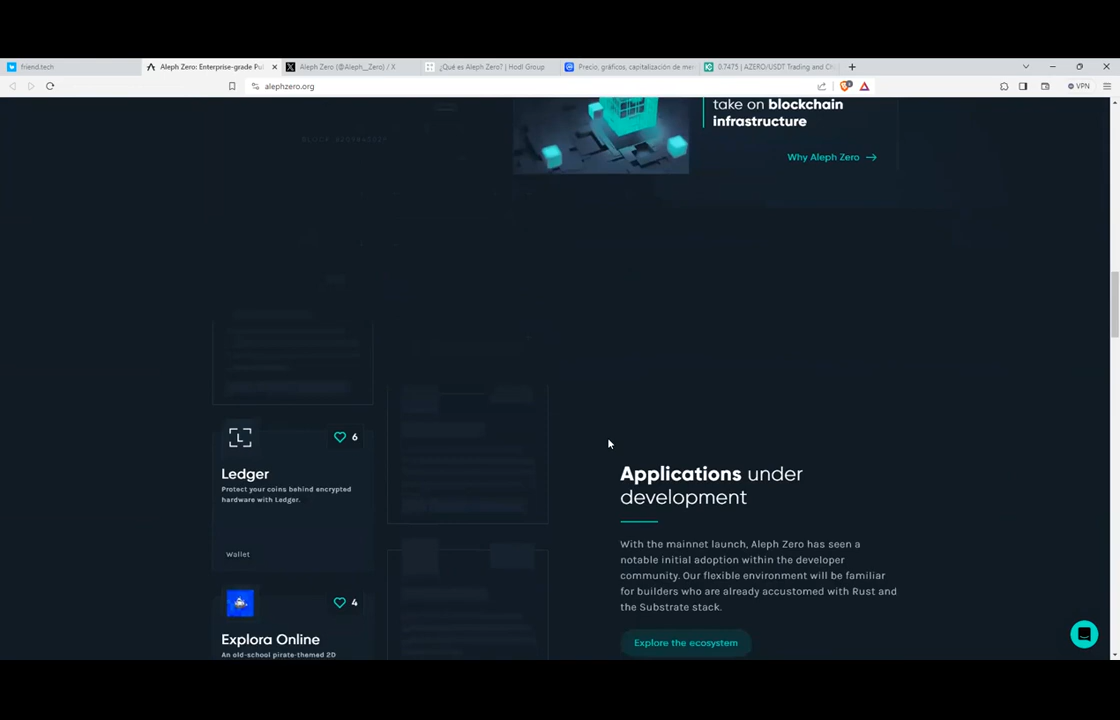 friend.tech
Aleph Zero: Enterprise-grade Pu
Aleph Zero (@Aleph__Zero) / X
¿Qué es Aleph Zero? | Hodl Group
Precio, gráficos, capitalización de me
0.7475 | AZERO/USDT Trading and Ch
alephzero.org
VPN
take on blockchain
infrastructure
Why Aleph Zero
6
Ledger
Protect your coins behind encrypted
hardware with Ledger.
Wallet
4
Explora Online
An old-school pirate-themed 2D
Applications under
development
With the mainnet launch, Aleph Zero has seen a
notable initial adoption within the developer
community. Our flexible environment will be familiar
for builders who are already accustomed with Rust and
the Substrate stack.
Explore the ecosystem